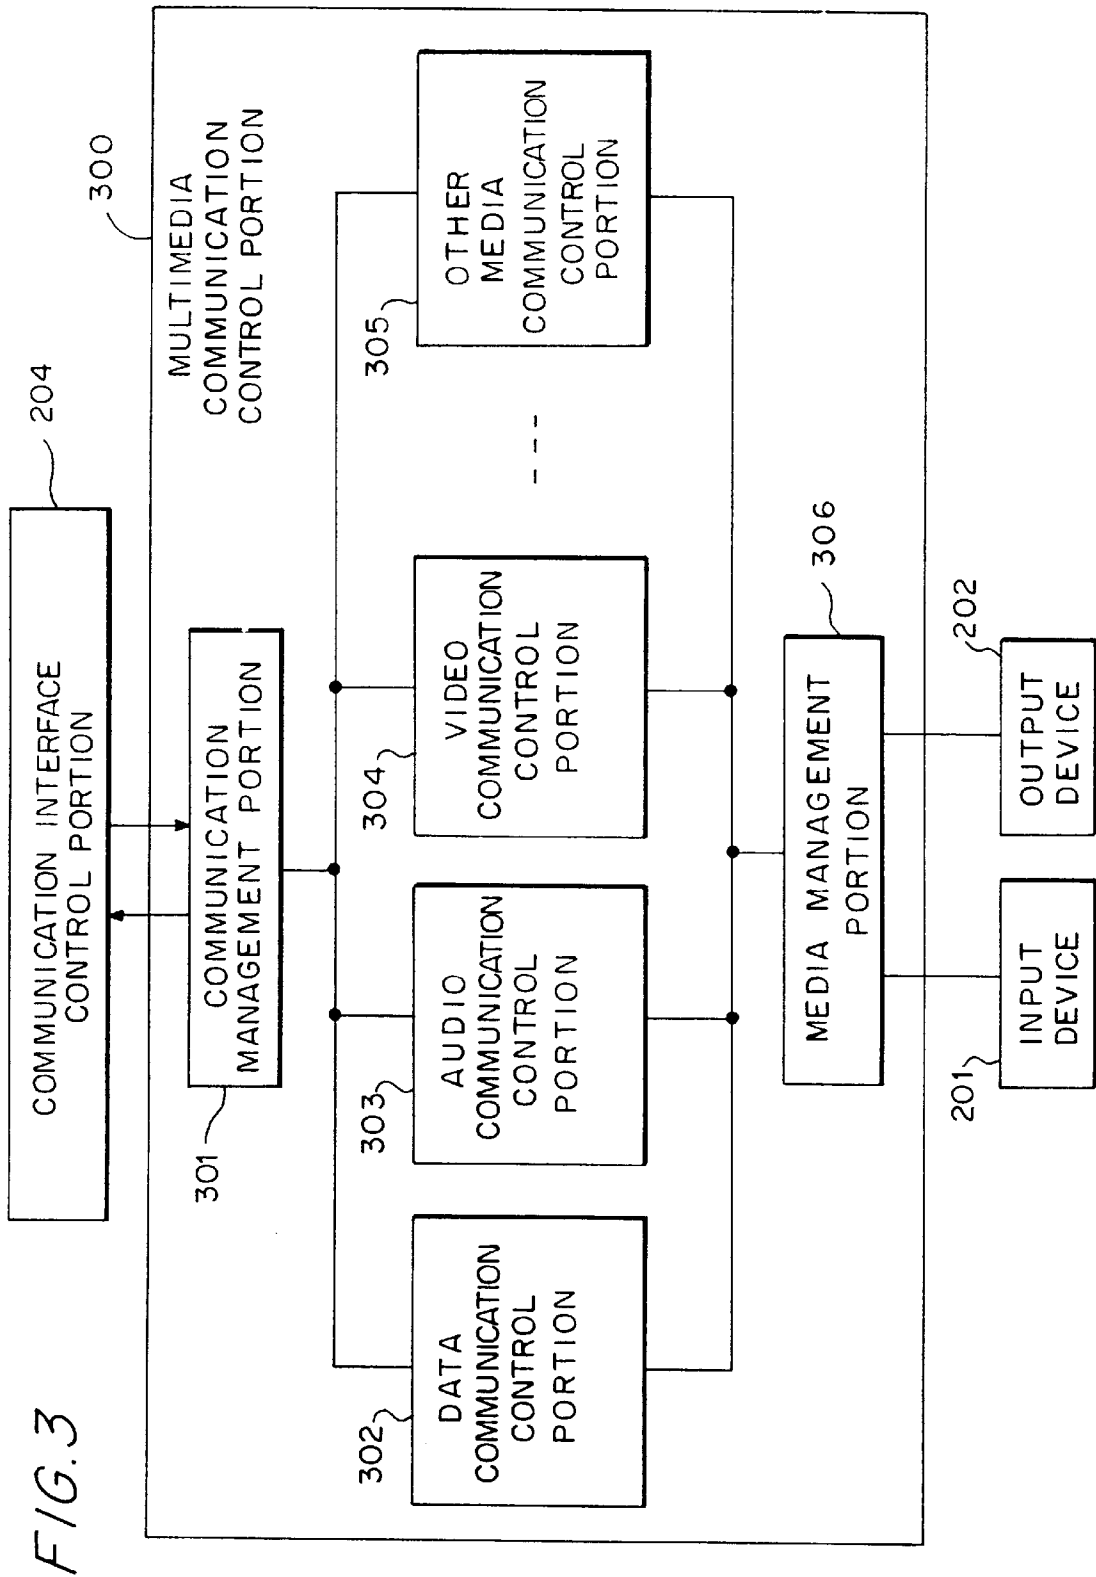 FIG.3
COMMUNICATION INTERFACE
CONTROL PORTION
204
300
MULTIMEDIA
COMMUNICATION
CONTROL PORTION
301
COMMUNICATION
MANAGEMENT PORTION
302
DATA
COMMUNICATION
CONTROL
PORTION
303
AUDIO
COMMUNICATION
CONTROL
PORTION
304
VIDEO
COMMUNICATION
CONTROL
PORTION
305
OTHER
MEDIA
COMMUNICATION
CONTROL
PORTION
306
MEDIA MANAGEMENT
PORTION
201
INPUT
DEVICE
202
OUTPUT
DEVICE